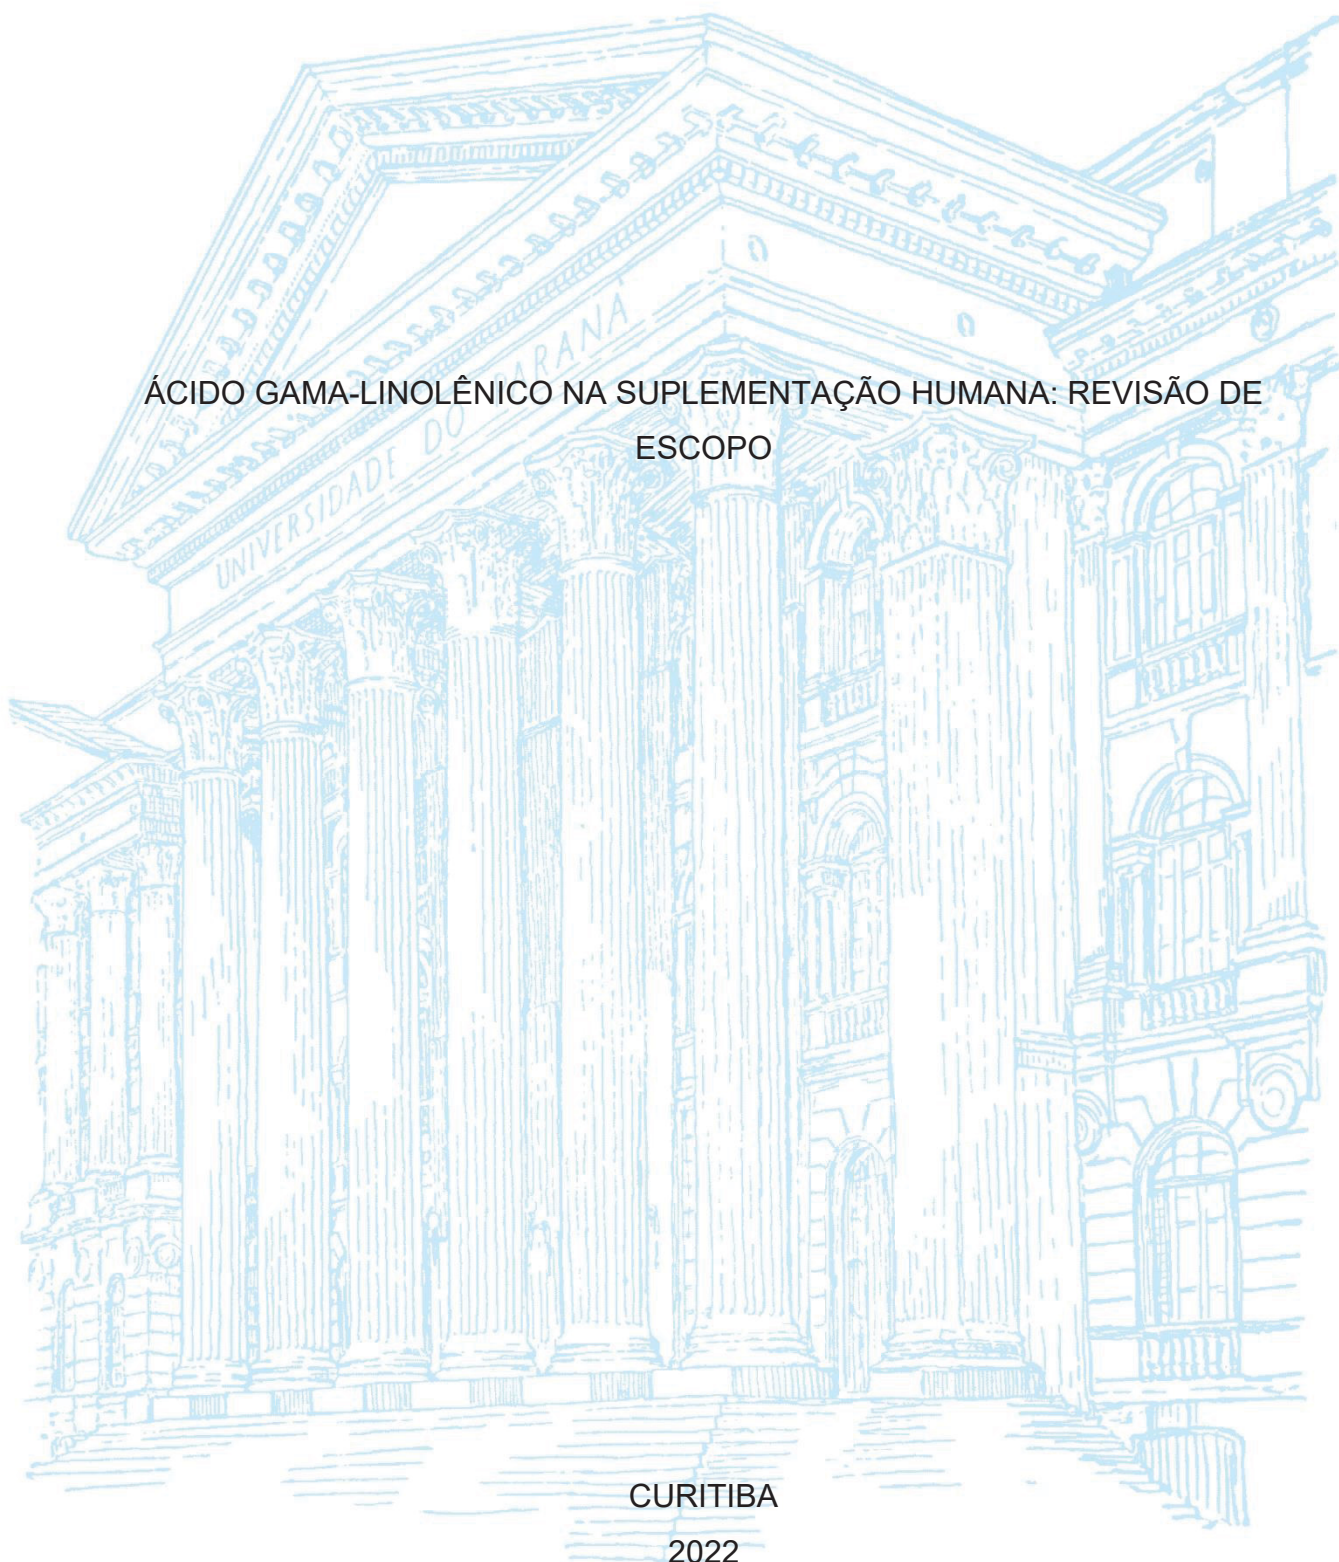 UNIVERSIDADE DO PARANÁ
ÁCIDO GAMA-LINOLÊNICO NA SUPLEMENTAÇÃO HUMANA: REVISÃO DE
ESCOPO
CURITIBA
2022